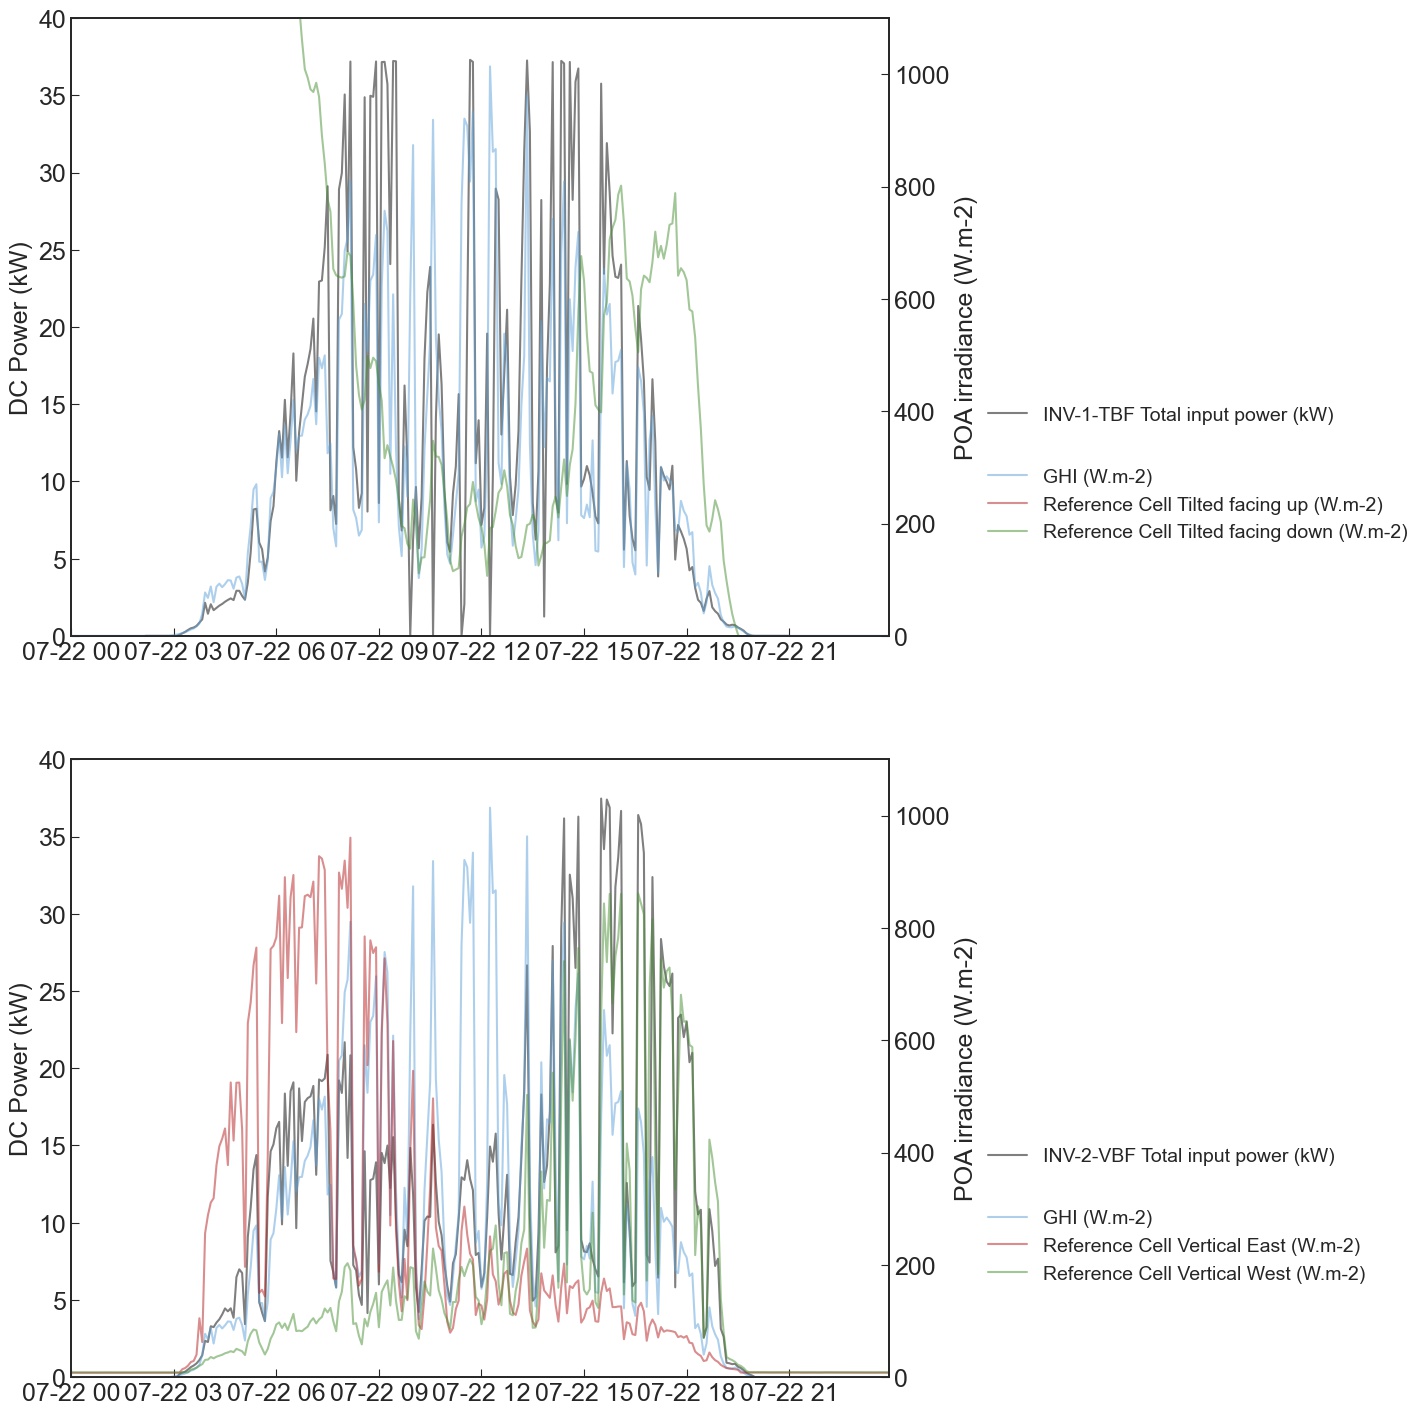 40
35
30
25
20
15
10
5
0
DC Power (kW)
1000
800
600
400
200
0
POA irradiance (W.m-2)
07-22 00 07-22 03 07-22 06 07-22 09 07-22 12 07-22 15 07-22 18 07-22 21
INV-1-TBF Total input power (kW)
GHI (W.m-2)
Reference Cell Tilted facing up (W.m-2)
Reference Cell Tilted facing down (W.m-2)
40
35
30
25
20
15
10
5
0
DC Power (kW)
1000
800
600
400
200
0
POA irradiance (W.m-2)
07-22 00 07-22 03 07-22 06 07-22 09 07-22 12 07-22 15 07-22 18 07-22 21
INV-2-VBF Total input power (kW)
GHI (W.m-2)
Reference Cell Vertical East (W.m-2)
Reference Cell Vertical West (W.m-2)